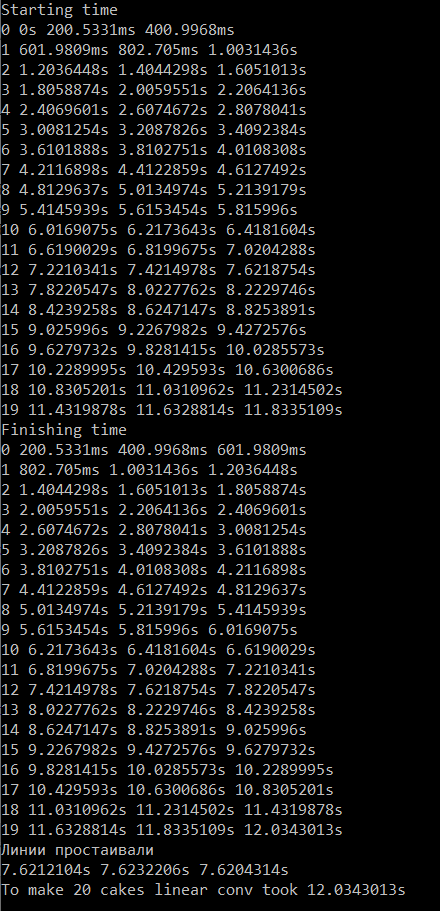 Starting time
0 0s 200.5331ms 400.9968ms
1 601.9809ms 802.705ms 1.0031436s
2 1.2036448s 1.4044298s 1.6051013s
3 1.8058874s 2.0059551s 2.2064136s
4 2.4069601s 2.6074672s 2.8078041s
5 3.0081254s 3.2087826s 3.4092384s
6 3.6101888s 3.8102751s 4.0108308s
7 4.2116898s 4.4122859s 4.6127492s
8 4.8129637s 5.0134974s 5.2139179s
9 5.4145939s 5.6153454s 5.815996s
10 6.0169075s 6.2173643s 6.4181604s
11 6.6190029s 6.8199675s 7.0204288s
12 7.2210341s 7.4214978s 7.6218754s
13 7.8220547s 8.0227762s 8.2229746s
14 8.4239258s 8.6247147s 8.8253891s
15 9.025996s 9.2267982s 9.4272576s
16 9.6279732s 9.8281415s 10.0285573s
17 10.2289995s 10.429593s 10.6300686s
18 10.8305201s 11.0310962s 11.2314502s
19 11.4319878s 11.6328814s 11.8335109s
Finishing time
0 200.5331ms 400.9968ms 601.9809ms
1 802.705ms 1.0031436s 1.2036448s
2 1.4044298s 1.6051013s 1.8058874s
3 2.0059551s 2.2064136s 2.4069601s
4 2.6074672s 2.8078041s 3.0081254s
5 3.2087826s 3.4092384s 3.6101888s
6 3.8102751s 4.0108308s 4.2116898s
7 4.4122859s 4.6127492s 4.8129637s
8 5.0134974s 5.2139179s 5.4145939s
9 5.6153454s 5.815996s 6.0169075s
10 6.2173643s 6.4181604s 6.6190029s
11 6.8199675s 7.0204288s 7.2210341s
12 7.4214978s 7.6218754s 7.8220547s
13 8.0227762s 8.2229746s 8.4239258s
14 8.6247147s 8.8253891s 9.025996s
15 9.2267982s 9.4272576s 9.6279732s
16 9.8281415s 10.0285573s 10.2289995s
17 10.429593s 10.6300686s 10.8305201s
18 11.0310962s 11.2314502s 11.4319878s
19 11.6328814s 11.8335109s 12.0343013s
Линии простаивали
7.6212104s 7.6232206s 7.6204314s
To make 20 cakes linear conv took 12.0343013s